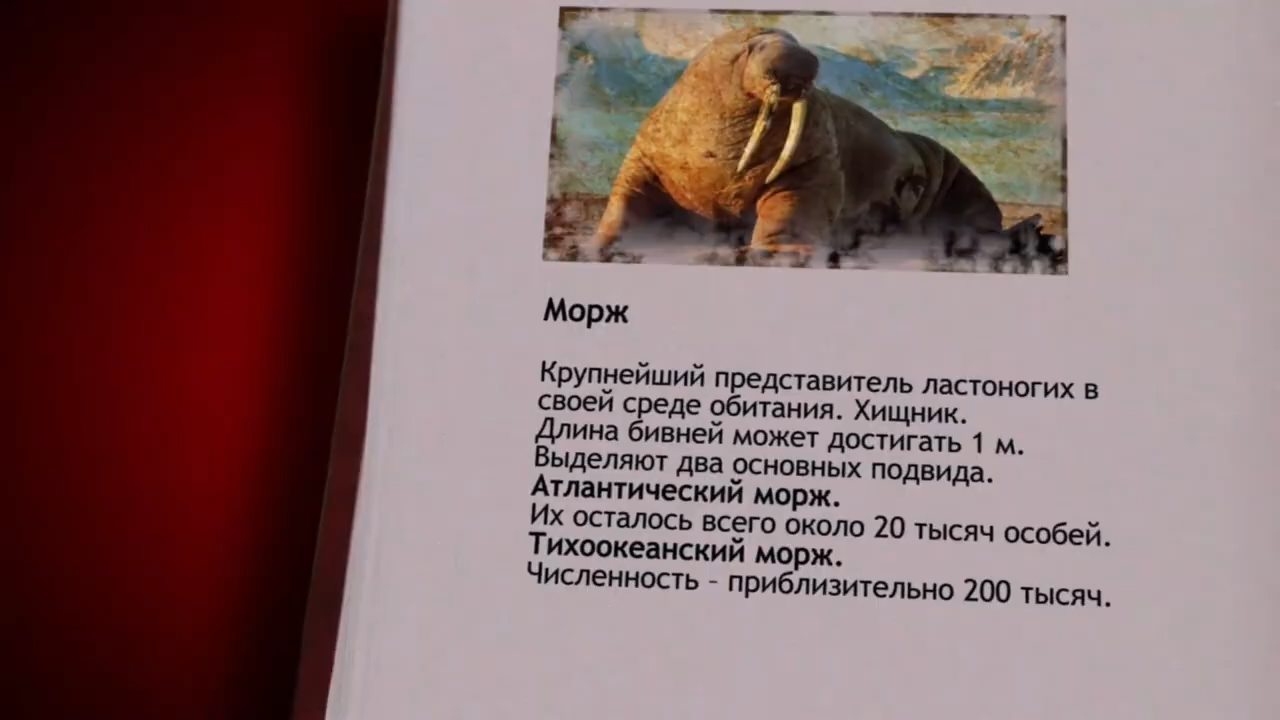 Морж
Крупнейший представитель ластоногих в
своей среде обитания. Хищник.
Длина бивней может достигать 1 м.
Выделяют два основных подвида.
Атлантический морж.
Их осталось всего около 20 тысяч особей.
Тихоокеанский морж.
Численность – приблизительно 200 тысяч.